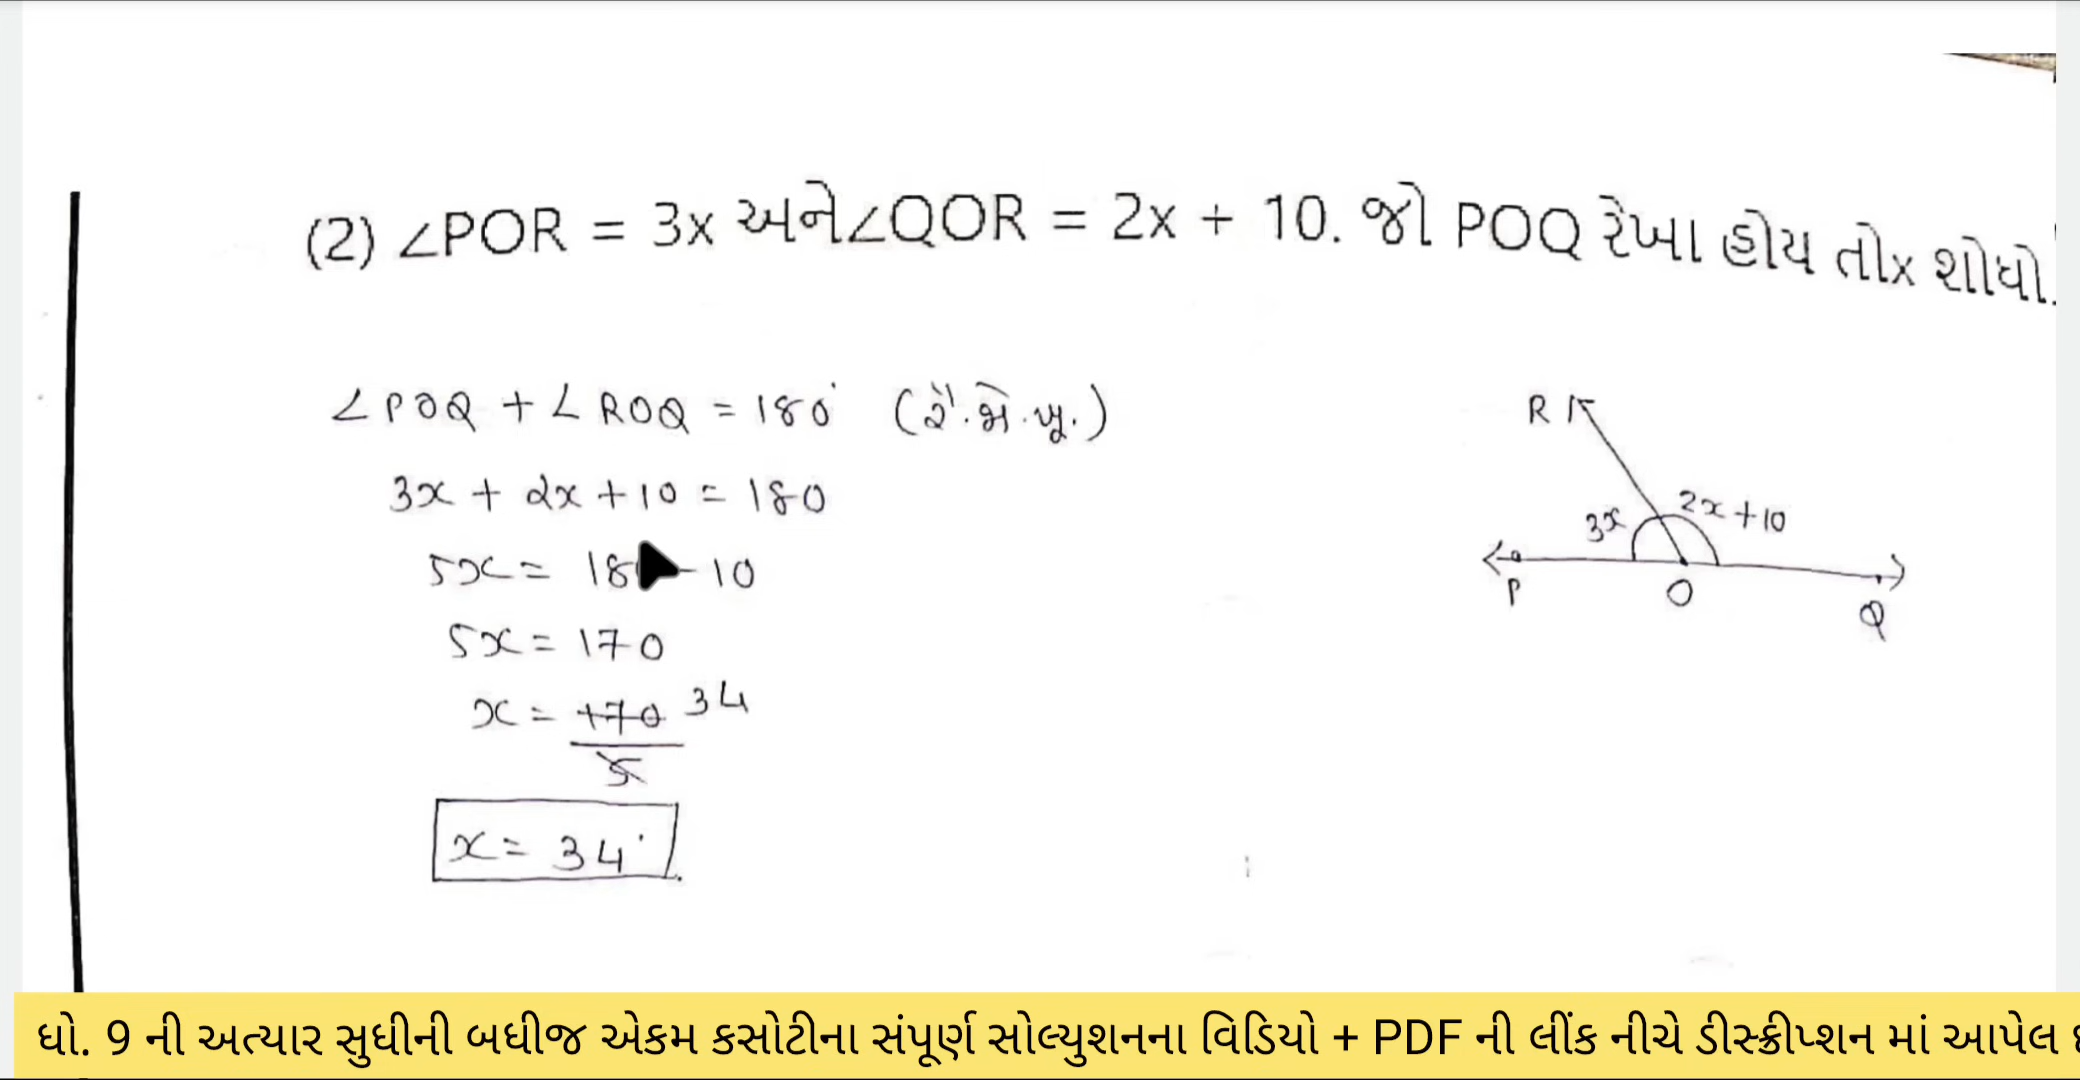 (2) ∠POR = 3x અને∠QOR = 2x + 10. જો POQ રેખા હોય તોx શોધો.
∠POQ + ∠ROQ = 180°
3x + 2x + 10 = 180
5x = 18 - 10
5x = 170
x = 170/5 34
x = 34°
R
3x
2x+10
P O Q
ધો. 9 ની અત્યાર સુધીની બધીજ એકમ કસોટીના સંપૂર્ણ સોલ્યુશનના વિડિયો + PDF ની લીંક નીચે ડીસ્ક્રીપ્શન માં આપેલ